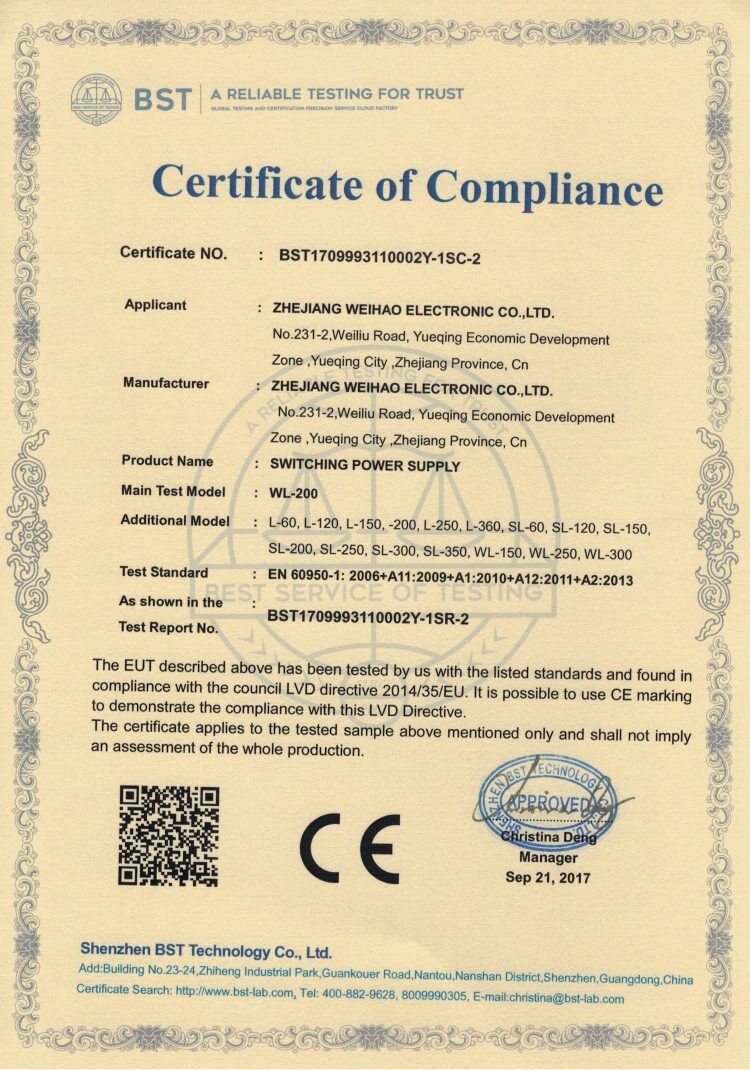 BST A RELIABLE TESTING FOR TRUST
GLOBAL TESTING AND CERTIFICATION PRECISION SERVICE CLOUD FACTORY
BEST SERVICE OF TESTING
Certificate of Compliance
Certificate NO. : BST1709993110002Y-1SC-2
Applicant : ZHEJIANG WEIHAO ELECTRONIC CO.,LTD.
No.231-2,Weiliu Road, Yueqing Economic Development
Zone ,Yueqing City ,Zhejiang Province, Cn
Manufacturer : ZHEJIANG WEIHAO ELECTRONIC CO.,LTD.
No.231-2,Weiliu Road, Yueqing Economic Development
Zone ,Yueqing City ,Zhejiang Province, Cn
Product Name : SWITCHING POWER SUPPLY
Main Test Model : WL-200
Additional Model : L-60, L-120, L-150, -200, L-250, L-360, SL-60, SL-120, SL-150,
SL-200, SL-250, SL-300, SL-350, WL-150, WL-250, WL-300
Test Standard : EN 60950-1: 2006+A11:2009+A1:2010+A12:2011+A2:2013
BEST SERVICE OF TESTING
As shown in the :
Test Report No. BST1709993110002Y-1SR-2
The EUT described above has been tested by us with the listed standards and found in
compliance with the council LVD directive 2014/35/EU. It is possible to use CE marking
to demonstrate the compliance with this LVD Directive.
The certificate applies to the tested sample above mentioned only and shall not imply
an assessment of the whole production.
CE
SHENZHEN BST TECHNOLOGY
APPROVED
Christina Deng
Manager
Sep 21, 2017
Shenzhen BST Technology Co., Ltd.
Add:Building No.23-24,Zhiheng Industrial Park,Guankouer Road,Nantou,Nanshan District,Shenzhen,Guangdong,China
Certificate Search: http://www.bst-lab.com, Tel: 400-882-9628, 8009990305, E-mail:christina@bst-lab.com